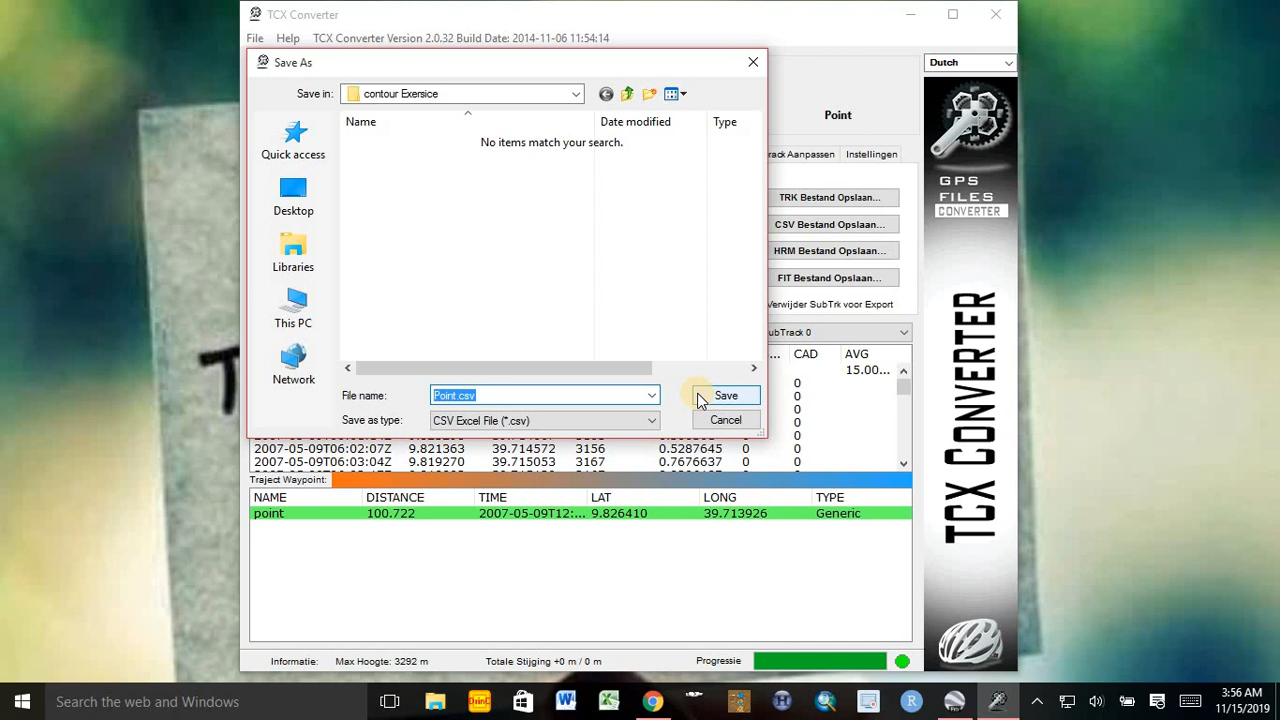 TCX Converter
File Help TCX Converter Version 2.0.32 Build Date: 2014-11-06 11:54:14
Save As
Save in: contour Exersice
Name Date modified Type
No items match your search.
Quick access
Desktop
Libraries
This PC
Network
File name: Point.csv
Save
Save as type: CSV Excel File (*.csv)
Cancel
Dutch
Point
rack Aanpassen Instellingen
TRK Bestand Opslaan...
CSV Bestand Opslaan...
HRM Bestand Opslaan...
FIT Bestand Opslaan...
Verwijder SubTrk voor Export
ubTrack 0
... CAD AVG
0 15.00...
0
0
0
0
0
2007-05-09T06:02:07Z 9.821363 39.714572 3156 0.5287645 0 0
2007-05-09T06:03:04Z 9.819270 39.715053 3167 0.7676637 0 0
Traject Waypoint:
NAME DISTANCE TIME LAT LONG TYPE
point 100.722 2007-05-09T12:... 9.826410 39.713926 Generic
Informatie: Max Hoogte: 3292 m Totale Stijging +0 m / 0 m Progressie
GPS
FILES
CONVERTER
TCX CONVERTER
Search the web and Windows
3:56 AM
11/15/2019